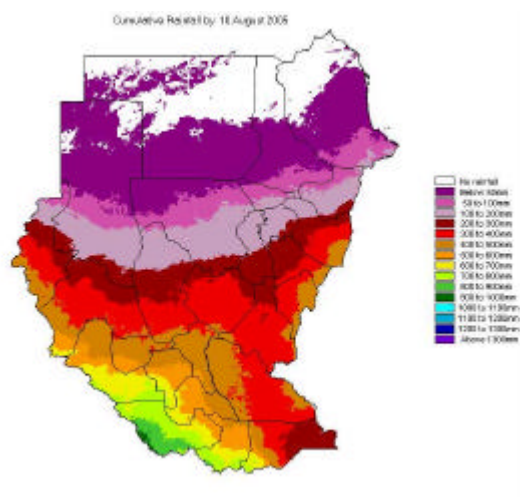 Cumulative Rainfall by 10 August 2005
No rainfall
Below 50mm
50 to 100mm
100 to 200mm
200 to 300mm
300 to 400mm
400 to 500mm
500 to 600mm
600 to 700mm
700 to 800mm
800 to 900mm
900 to 1000mm
1000 to 1100mm
1100 to 1200mm
1200 to 1300mm
Above 1300mm